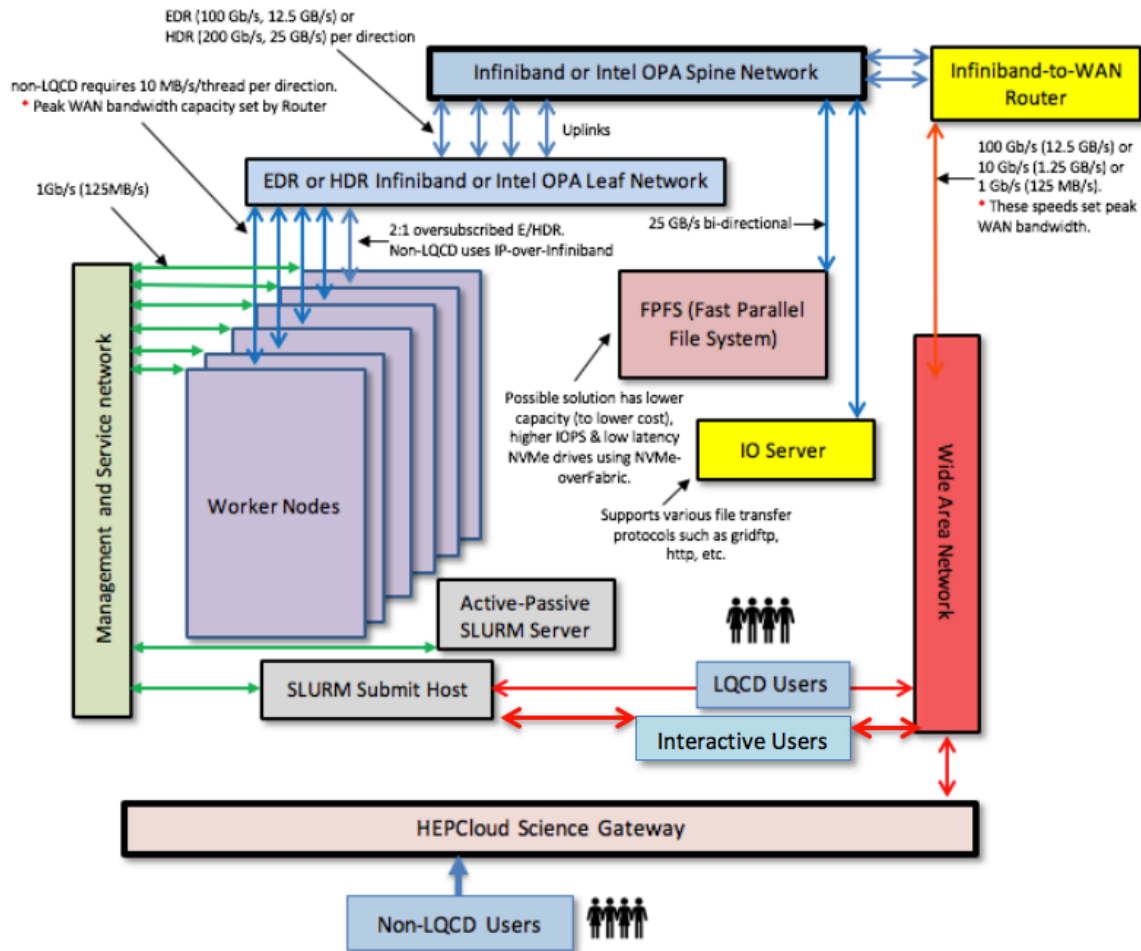 EDR (100 Gb/s, 12.5 GB/s) or
HDR (200 Gb/s, 25 GB/s) per direction
Infiniband or Intel OPA Spine Network
Infiniband-to-WAN
Router
non-LQCD requires 10 MB/s/thread per direction.
* Peak WAN bandwidth capacity set by Router
Uplinks
100 Gb/s (12.5 GB/s) or
10 Gb/s (1.25 GB/s) or
1 Gb/s (125 MB/s).
* These speeds set peak
WAN bandwidth.
1Gb/s (125MB/s)
EDR or HDR Infiniband or Intel OPA Leaf Network
2:1 oversubscribed E/HDR.
Non-LQCD uses IP-over-Infiniband
25 GB/s bi-directional
Management and Service network
FPFS (Fast Parallel
File System)
Possible solution has lower
capacity (to lower cost),
higher IOPS & low latency
NVMe drives using NVMe-
overFabric.
IO Server
Supports various file transfer
protocols such as gridftp,
http, etc.
Wide Area Network
Worker Nodes
Active-Passive
SLURM Server
SLURM Submit Host
LQCD Users
Interactive Users
HEPCloud Science Gateway
Non-LQCD Users